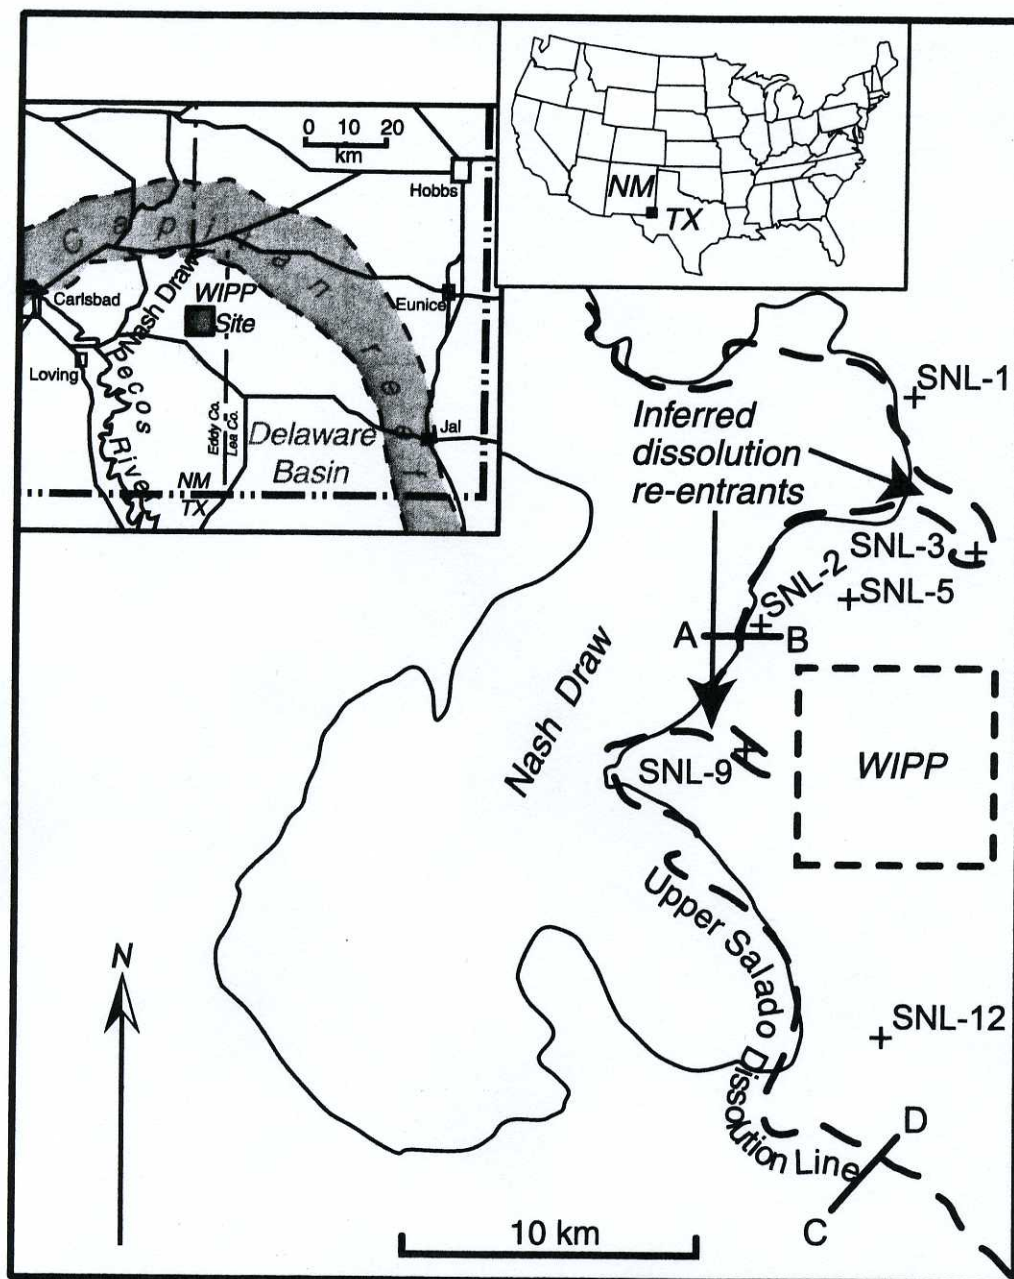 0 10 20
km
Hobbs
Capitan reef
Carlsbad
Nash Draw
WIPP
Site
Eunice
Loving
Pecos River
Eddy Co.
Lea Co.
Delaware
Basin
Jal
NM
TX
NM
TX
SNL-1
Inferred
dissolution
re-entrants
SNL-3
SNL-2
SNL-5
A
B
Nash Draw
SNL-9
WIPP
Upper Salado Dissolution Line
N
SNL-12
D
C
10 km